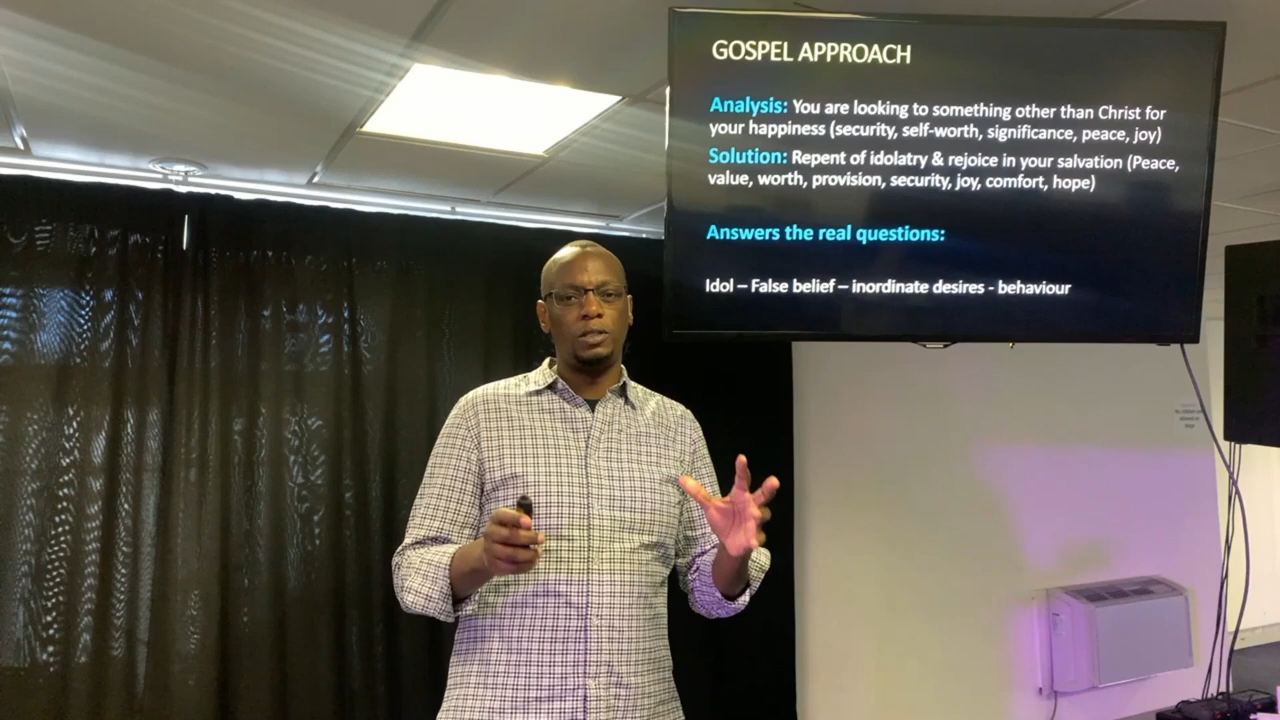 GOSPEL APPROACH
Analysis: You are looking to something other than Christ for
your happiness (security, self-worth, significance, peace, joy)
Solution: Repent of idolatry & rejoice in your salvation (Peace,
value, worth, provision, security, joy, comfort, hope)
Answers the real questions:
Idol – False belief – inordinate desires - behaviour